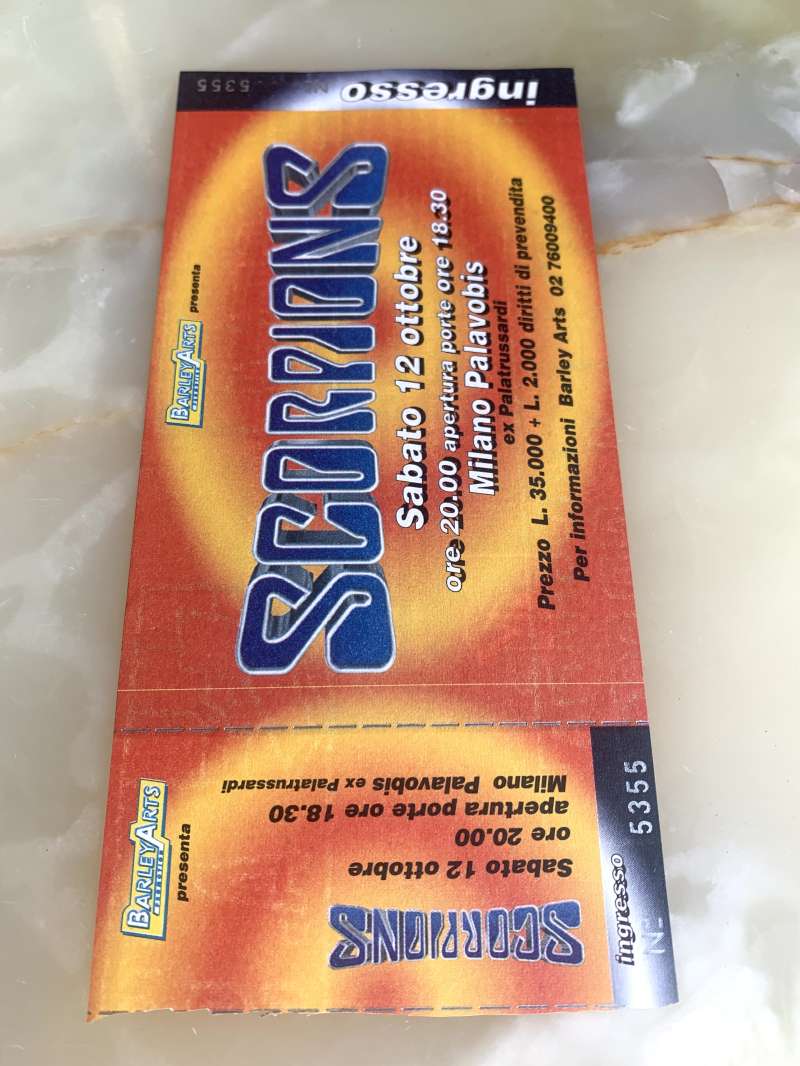 ingresso N° 5355
BARLEY ARTS
presenta
SCORPIONS
Sabato 12 ottobre
ore 20.00 apertura porte ore 18.30
Milano Palavobis
ex Palatrussardi
Prezzo L. 35.000 + L. 2.000 diritti di prevendita
Per informazioni Barley Arts 02 76009400
BARLEY ARTS
presenta
SCORPIONS
Sabato 12 ottobre
ore 20.00
apertura porte ore 18.30
Milano Palavobis ex Palatrussardi
ingresso
N° 5355